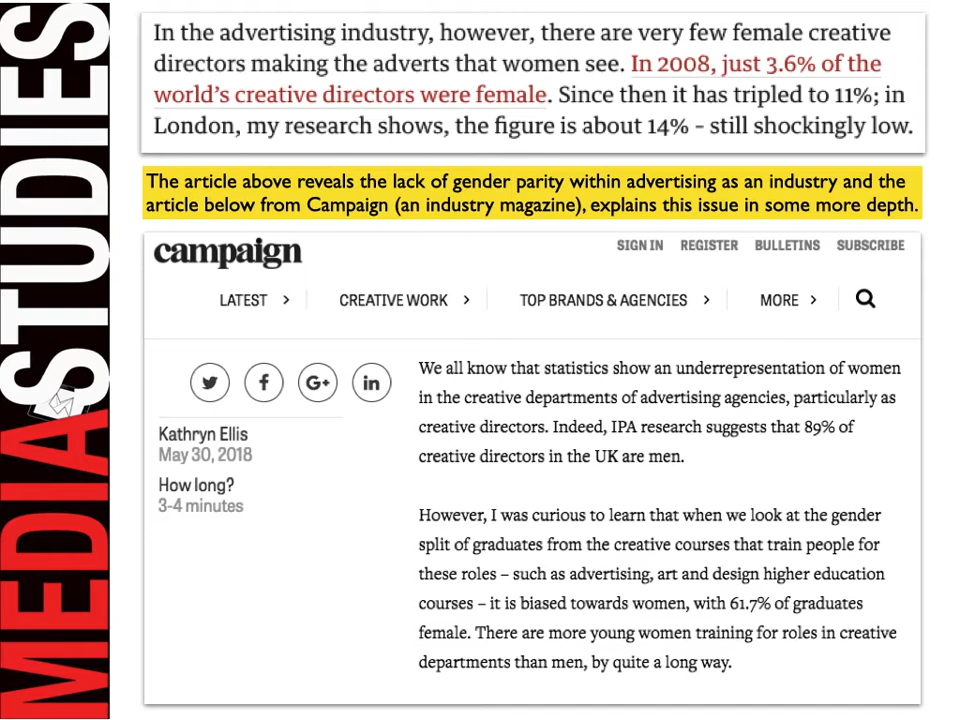 MEDIA STUDIES
In the advertising industry, however, there are very few female creative
directors making the adverts that women see. In 2008, just 3.6% of the
world's creative directors were female. Since then it has tripled to 11%; in
London, my research shows, the figure is about 14% – still shockingly low.
The article above reveals the lack of gender parity within advertising as an industry and the
article below from Campaign (an industry magazine), explains this issue in some more depth.
campaign
SIGN IN REGISTER BULLETINS SUBSCRIBE
LATEST > CREATIVE WORK > TOP BRANDS & AGENCIES > MORE >
f G+ in
Kathryn Ellis
May 30, 2018
How long?
3-4 minutes
We all know that statistics show an underrepresentation of women
in the creative departments of advertising agencies, particularly as
creative directors. Indeed, IPA research suggests that 89% of
creative directors in the UK are men.
However, I was curious to learn that when we look at the gender
split of graduates from the creative courses that train people for
these roles – such as advertising, art and design higher education
courses – it is biased towards women, with 61.7% of graduates
female. There are more young women training for roles in creative
departments than men, by quite a long way.